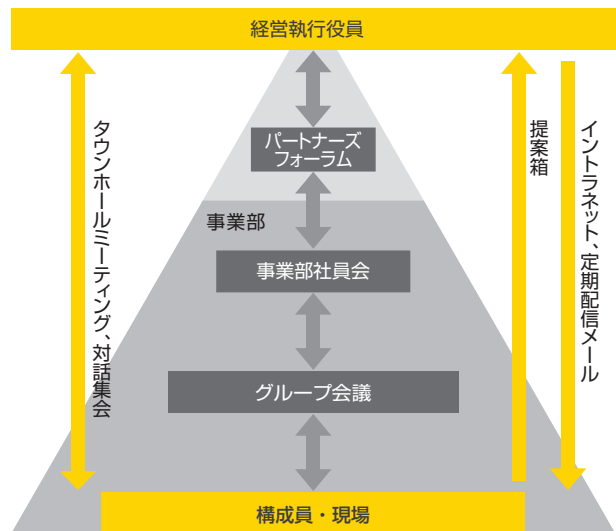 経営執行役員
パートナーズ
フォーラム
事業部
事業部社員会
グループ会議
構成員・現場
タウンホールミーティング、対話集会
提案箱
イントラネット、定期配信メール